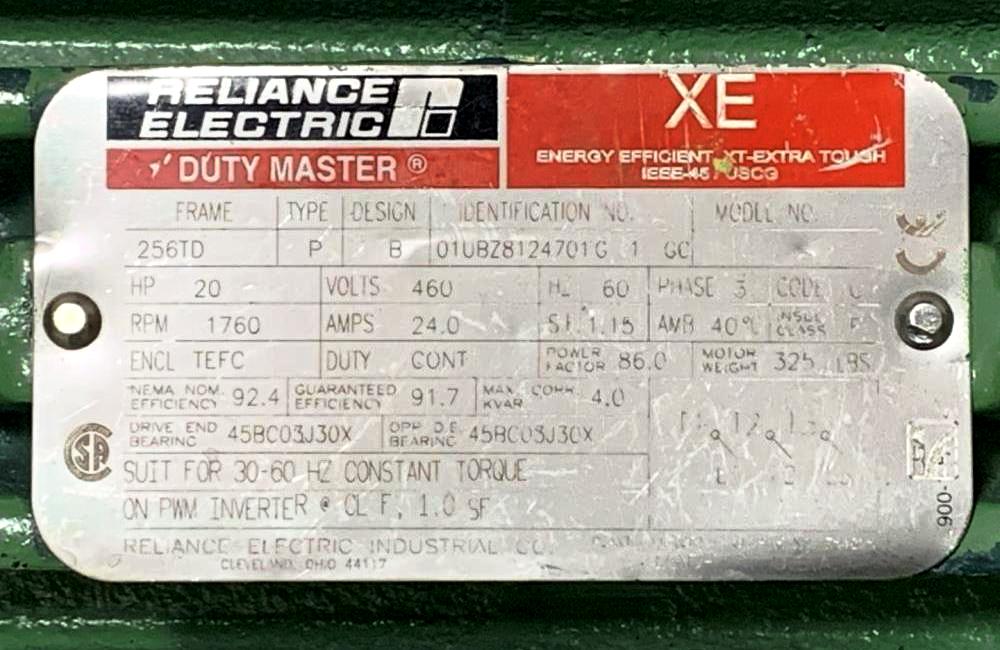 RELIANCE
ELECTRIC
DUTY MASTER ®
XE
ENERGY EFFICIENT XT-EXTRA TOUGH
IEEE-45 / USCG
FRAME TYPE DESIGN IDENTIFICATION NO. MODEL NO.
256TD P B 01UBZ8124701G 1 GC
HP 20 VOLTS 460 HZ 60 PHASE 3 CODE
RPM 1760 AMPS 24.0 S.F. 1.15 AMB 40°C INSUL CLASS F
ENCL TEFC DUTY CONT POWER FACTOR 86.0 MOTOR WEIGHT 325 LBS
NEMA NOM. EFFICIENCY 92.4 GUARANTEED EFFICIENCY 91.7 MAX. CORR. KVAR 4.0
DRIVE END BEARING 45BC03J30X OPP D.E. BEARING 45BC03J30X
T1 T2 T3
SUIT FOR 30-60 HZ CONSTANT TORQUE
ON PWM INVERTER @ CL F, 1.0 SF
RELIANCE ELECTRIC INDUSTRIAL CO.
CLEVELAND, OHIO 44117